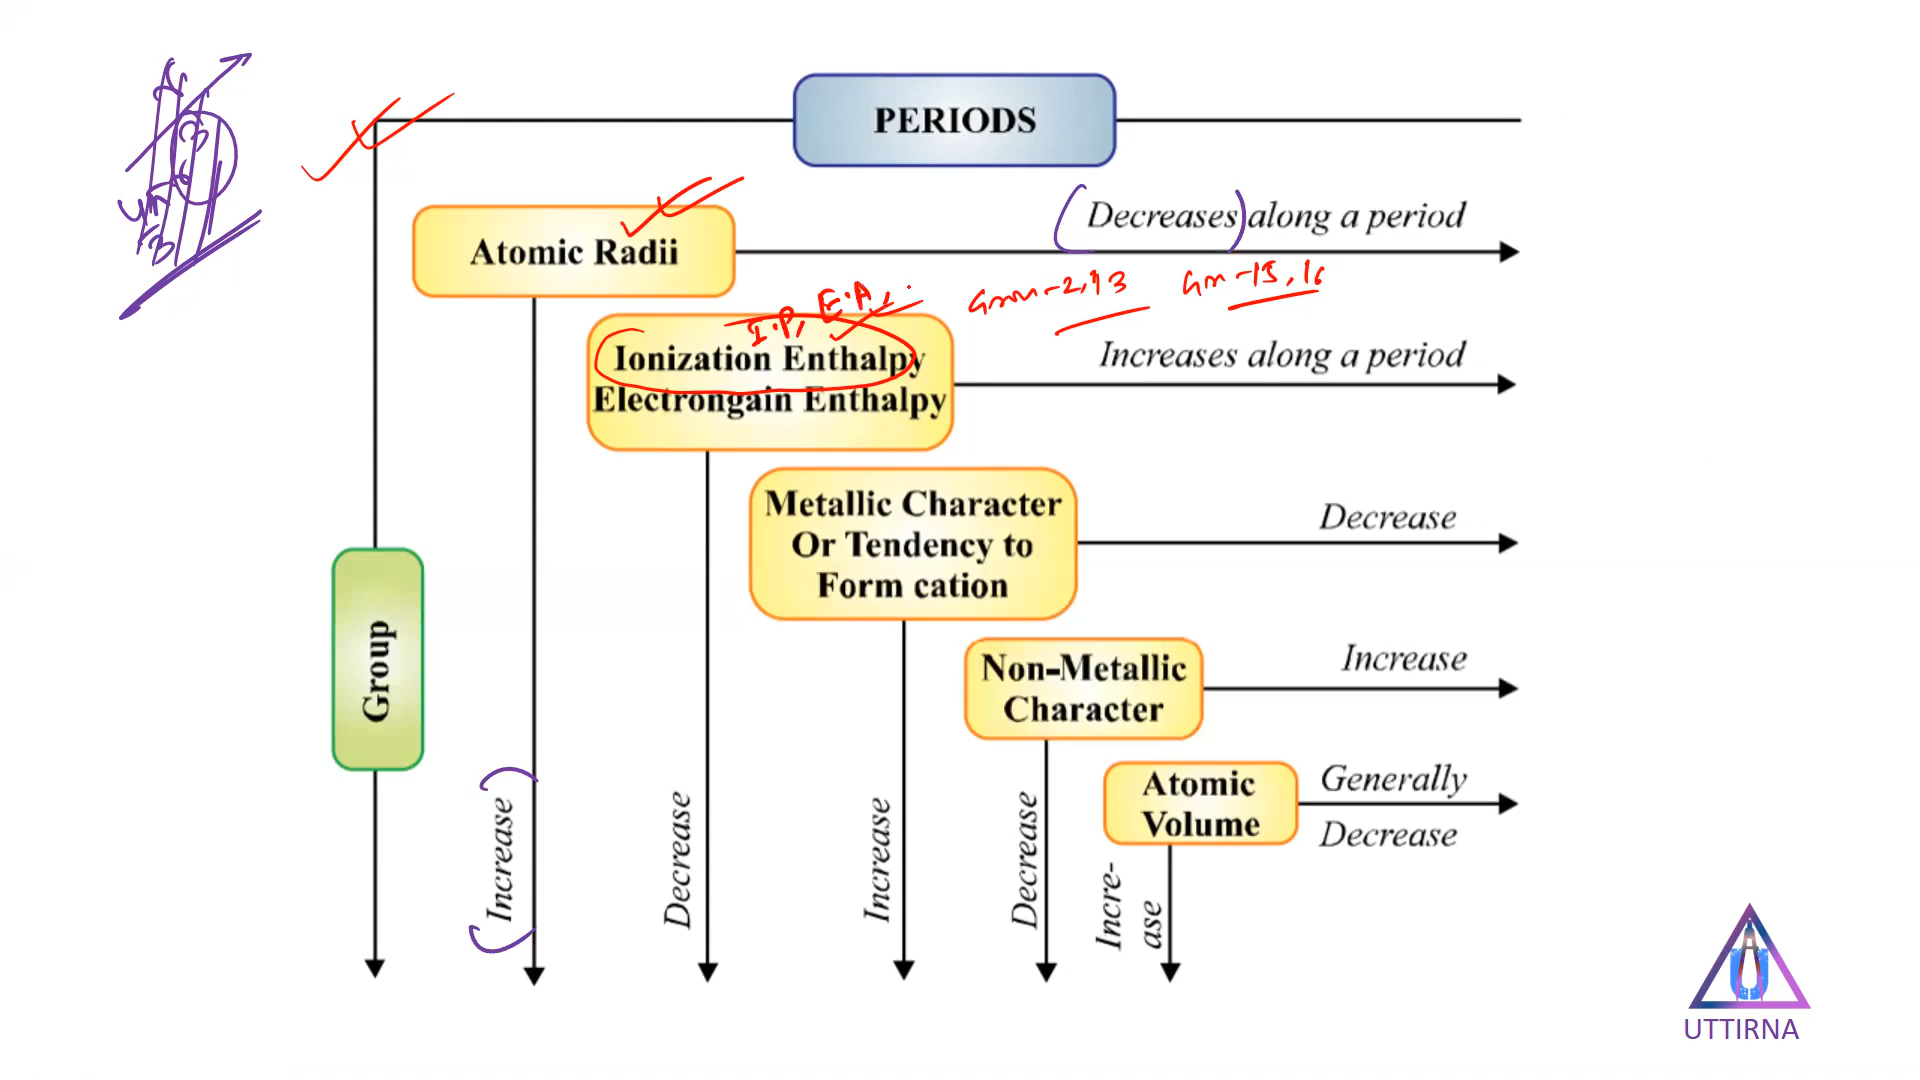 PERIODS
Decreases along a period
Atomic Radii
I.P, E.A,
Group-2, 13
Gr-15, 16
Ionization Enthalpy
Electrongain Enthalpy
Increases along a period
Metallic Character
Or Tendency to
Form cation
Decrease
Group
Non-Metallic
Character
Increase
Atomic
Volume
Generally
Decrease
Increase
Decrease
Increase
Decrease
Incre-
ase
UTTIRNA